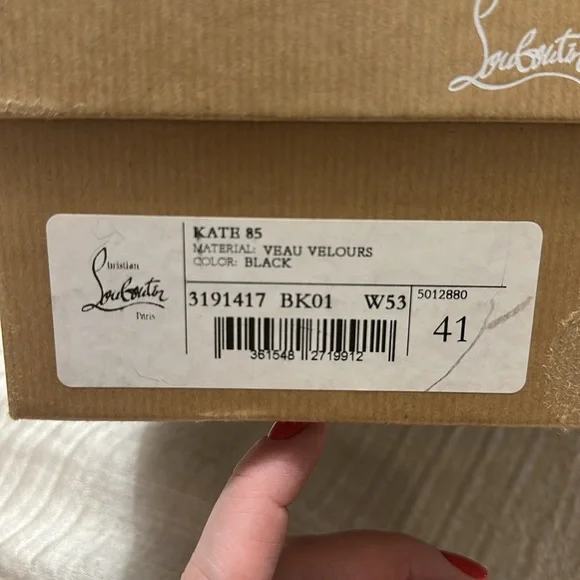 Louboutin
KATE 85
MATERIAL: VEAU VELOURS
COLOR: BLACK
Christian
Louboutin
Paris
3191417 BK01 W53
5012880
41
361548 2719912